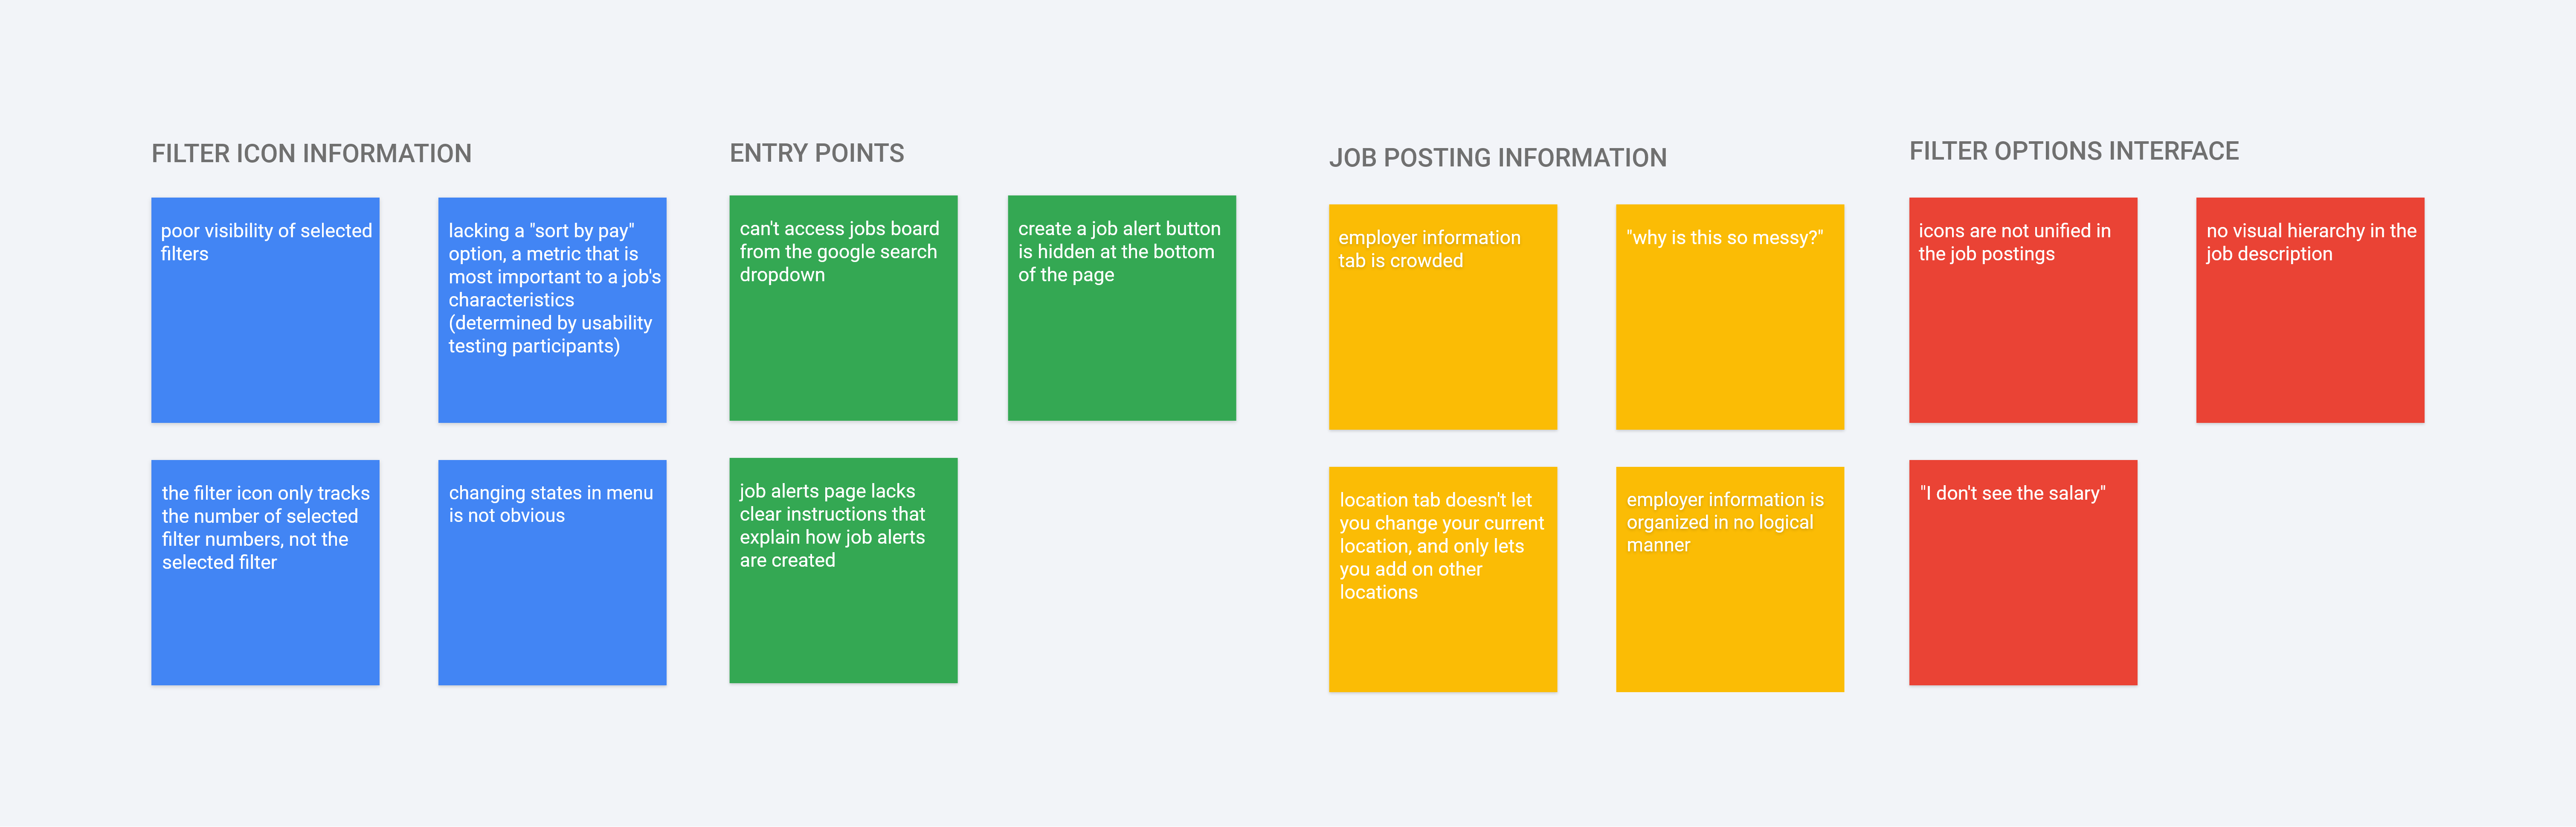 FILTER ICON INFORMATION
poor visibility of selected
filters
lacking a "sort by pay"
option, a metric that is
most important to a job's
characteristics
(determined by usability
testing participants)
the filter icon only tracks
the number of selected
filter numbers, not the
selected filter
changing states in menu
is not obvious
ENTRY POINTS
can't access jobs board
from the google search
dropdown
create a job alert button
is hidden at the bottom
of the page
job alerts page lacks
clear instructions that
explain how job alerts
are created
JOB POSTING INFORMATION
employer information
tab is crowded
"why is this so messy?"
location tab doesn't let
you change your current
location, and only lets
you add on other
locations
employer information is
organized in no logical
manner
FILTER OPTIONS INTERFACE
icons are not unified in
the job postings
no visual hierarchy in the
job description
"I don't see the salary"